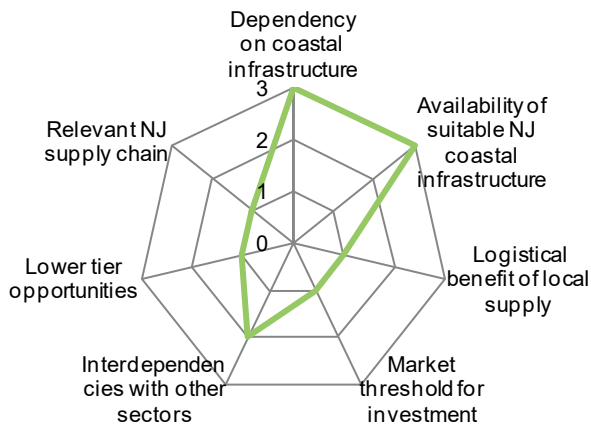 Dependency
on coastal
infrastructure
3
2
1
0
Availability of
suitable NJ
coastal
infrastructure
Logistical
benefit of local
supply
Market
threshold for
investment
Interdependen
cies with other
sectors
Lower tier
opportunities
Relevant NJ
supply chain